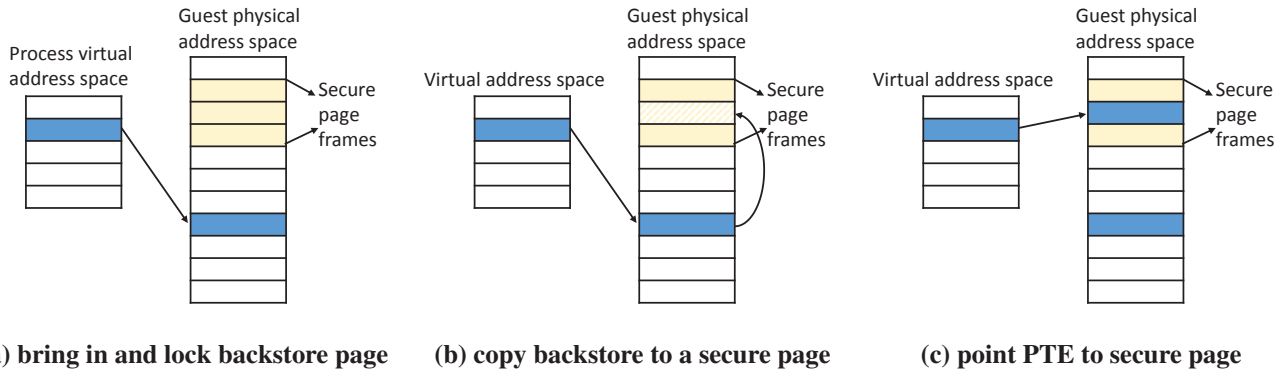 Guest physical
address space
Process virtual
address space
Secure
page
frames
Guest physical
address space
Virtual address space
Secure
page
frames
Guest physical
address space
Virtual address space
Secure
page
frames
) bring in and lock backstore page
(b) copy backstore to a secure page
(c) point PTE to secure page